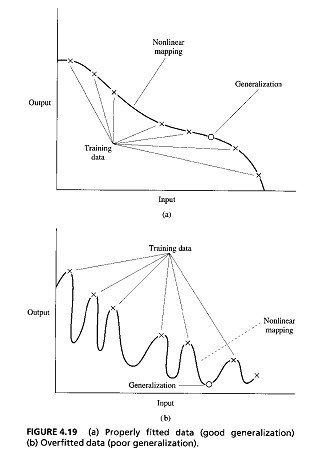 Nonlinear
mapping
Generalization
Output
Training
data
Input
(a)
Training data
Output
Nonlinear
mapping
Generalization
Input
(b)
FIGURE 4.19 (a) Properly fitted data (good generalization)
(b) Overfitted data (poor generalization).